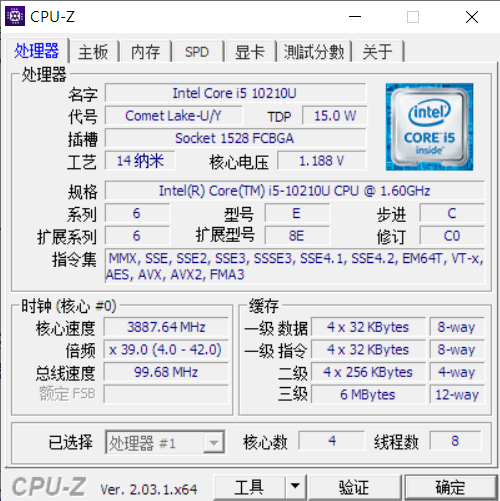 CPU-Z
处理器 主板 内存 SPD 显卡 測試分數 关于
处理器
名字 Intel Core i5 10210U
代号 Comet Lake-U/Y TDP 15.0 W
插槽 Socket 1528 FCBGA
工艺 14 纳米 核心电压 1.188 V
intel CORE i5 inside
规格 Intel(R) Core(TM) i5-10210U CPU @ 1.60GHz
系列 6 型号 E 步进 C
扩展系列 6 扩展型号 8E 修订 C0
指令集 MMX, SSE, SSE2, SSE3, SSSE3, SSE4.1, SSE4.2, EM64T, VT-x,
AES, AVX, AVX2, FMA3
时钟 (核心 #0) 缓存
核心速度 3887.64 MHz 一级 数据 4 x 32 KBytes 8-way
倍频 x 39.0 (4.0 - 42.0) 一级 指令 4 x 32 KBytes 8-way
总线速度 99.68 MHz 二级 4 x 256 KBytes 4-way
额定 FSB 三级 6 MBytes 12-way
已选择 处理器 #1 核心数 4 线程数 8
CPU-Z Ver. 2.03.1.x64 工具 验证 确定